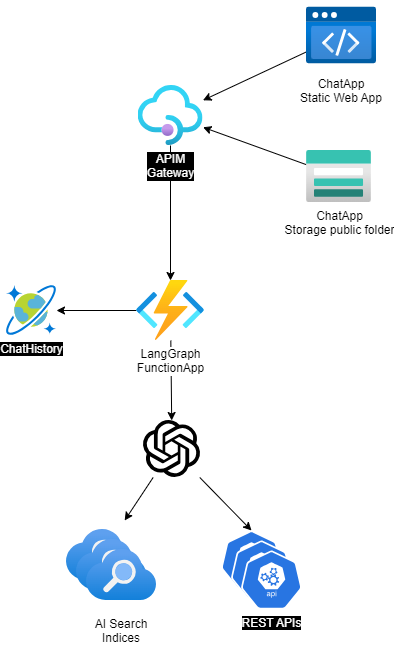 ChatApp
Static Web App
APIM
Gateway
ChatApp
Storage public folder
ChatHistory
LangGraph
FunctionApp
AI Search
Indices
api
REST APIs